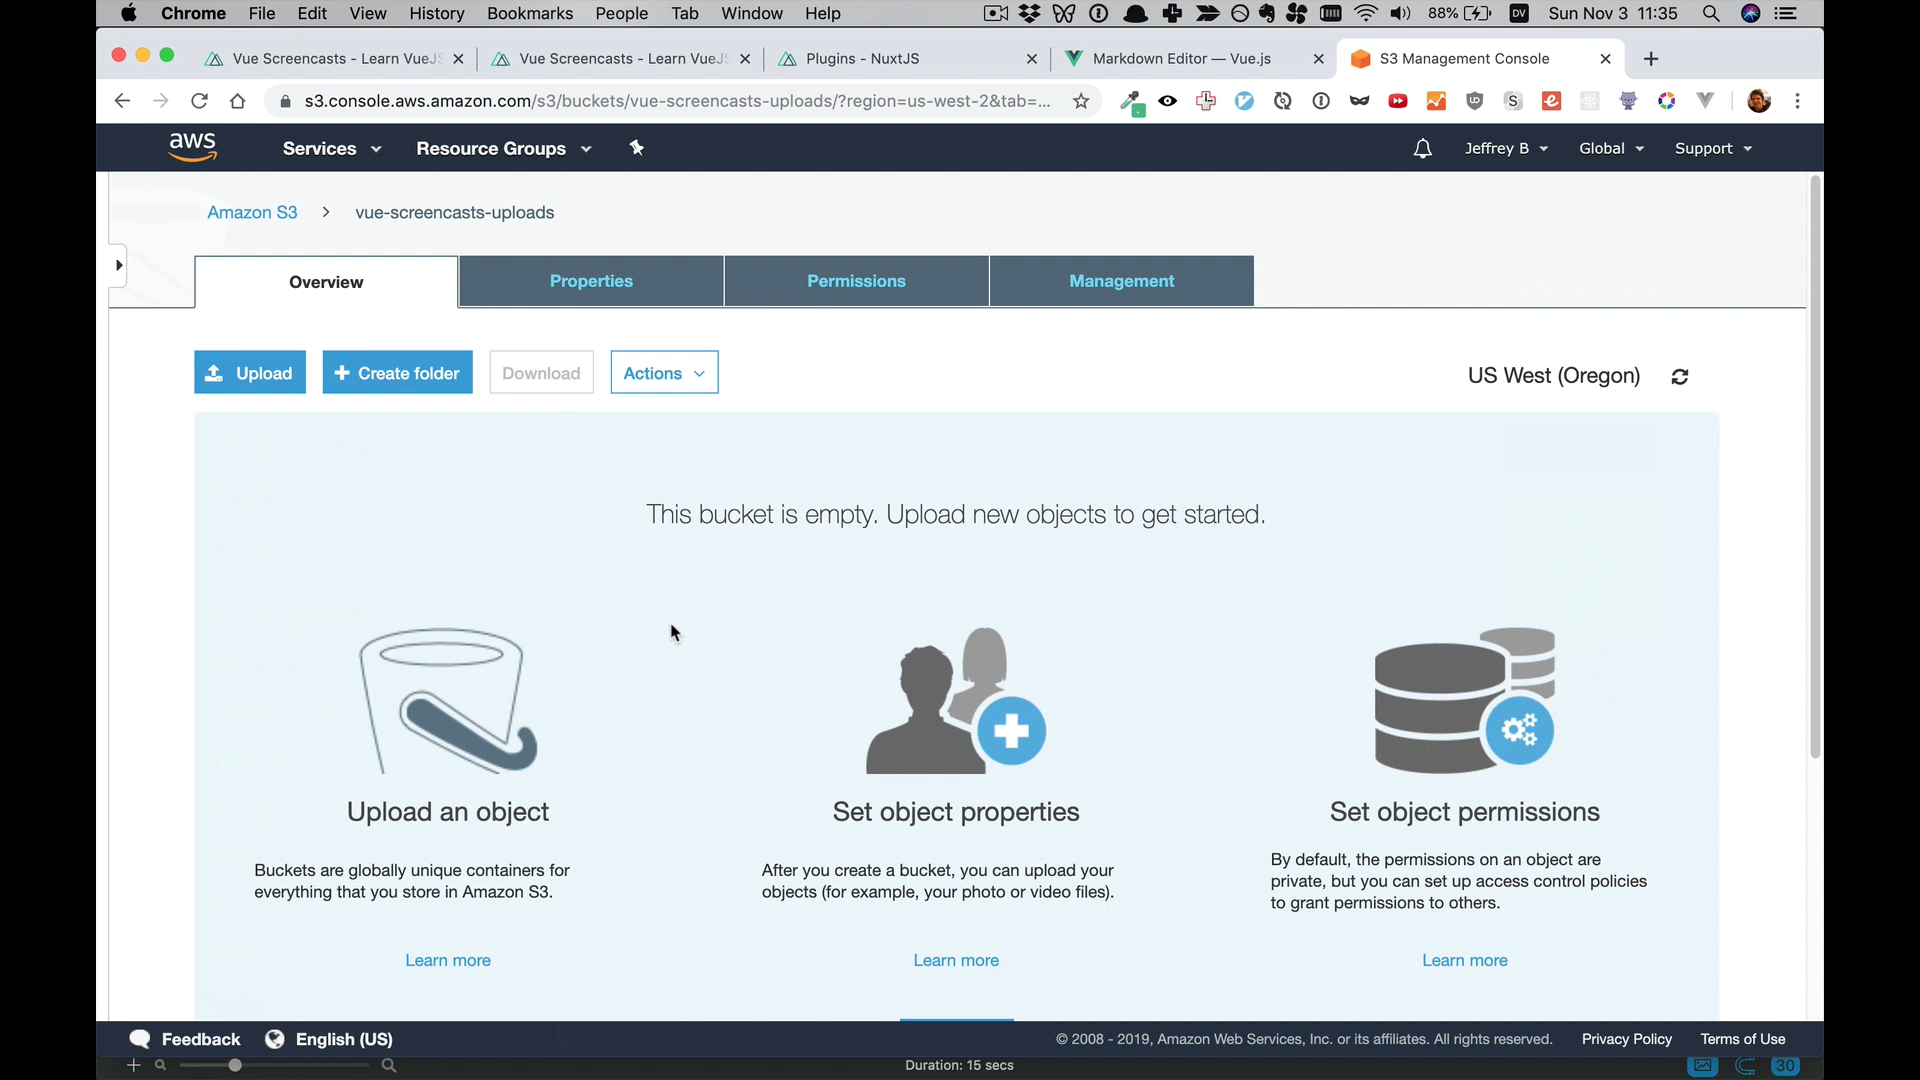 Chrome File Edit View History Bookmarks People Tab Window Help 88% DV Sun Nov 3 11:35
Vue Screencasts - Learn VueJS
Vue Screencasts - Learn VueJS
Plugins - NuxtJS
Markdown Editor — Vue.js
S3 Management Console
s3.console.aws.amazon.com/s3/buckets/vue-screencasts-uploads/?region=us-west-2&tab=...
aws Services Resource Groups Jeffrey B Global Support
Amazon S3 > vue-screencasts-uploads
Overview Properties Permissions Management
Upload + Create folder Download Actions US West (Oregon)
This bucket is empty. Upload new objects to get started.
Upload an object
Buckets are globally unique containers for
everything that you store in Amazon S3.
Learn more
Set object properties
After you create a bucket, you can upload your
objects (for example, your photo or video files).
Learn more
Set object permissions
By default, the permissions on an object are
private, but you can set up access control policies
to grant permissions to others.
Learn more
Feedback English (US) © 2008 - 2019, Amazon Web Services, Inc. or its affiliates. All rights reserved. Privacy Policy Terms of Use
Duration: 15 secs 30